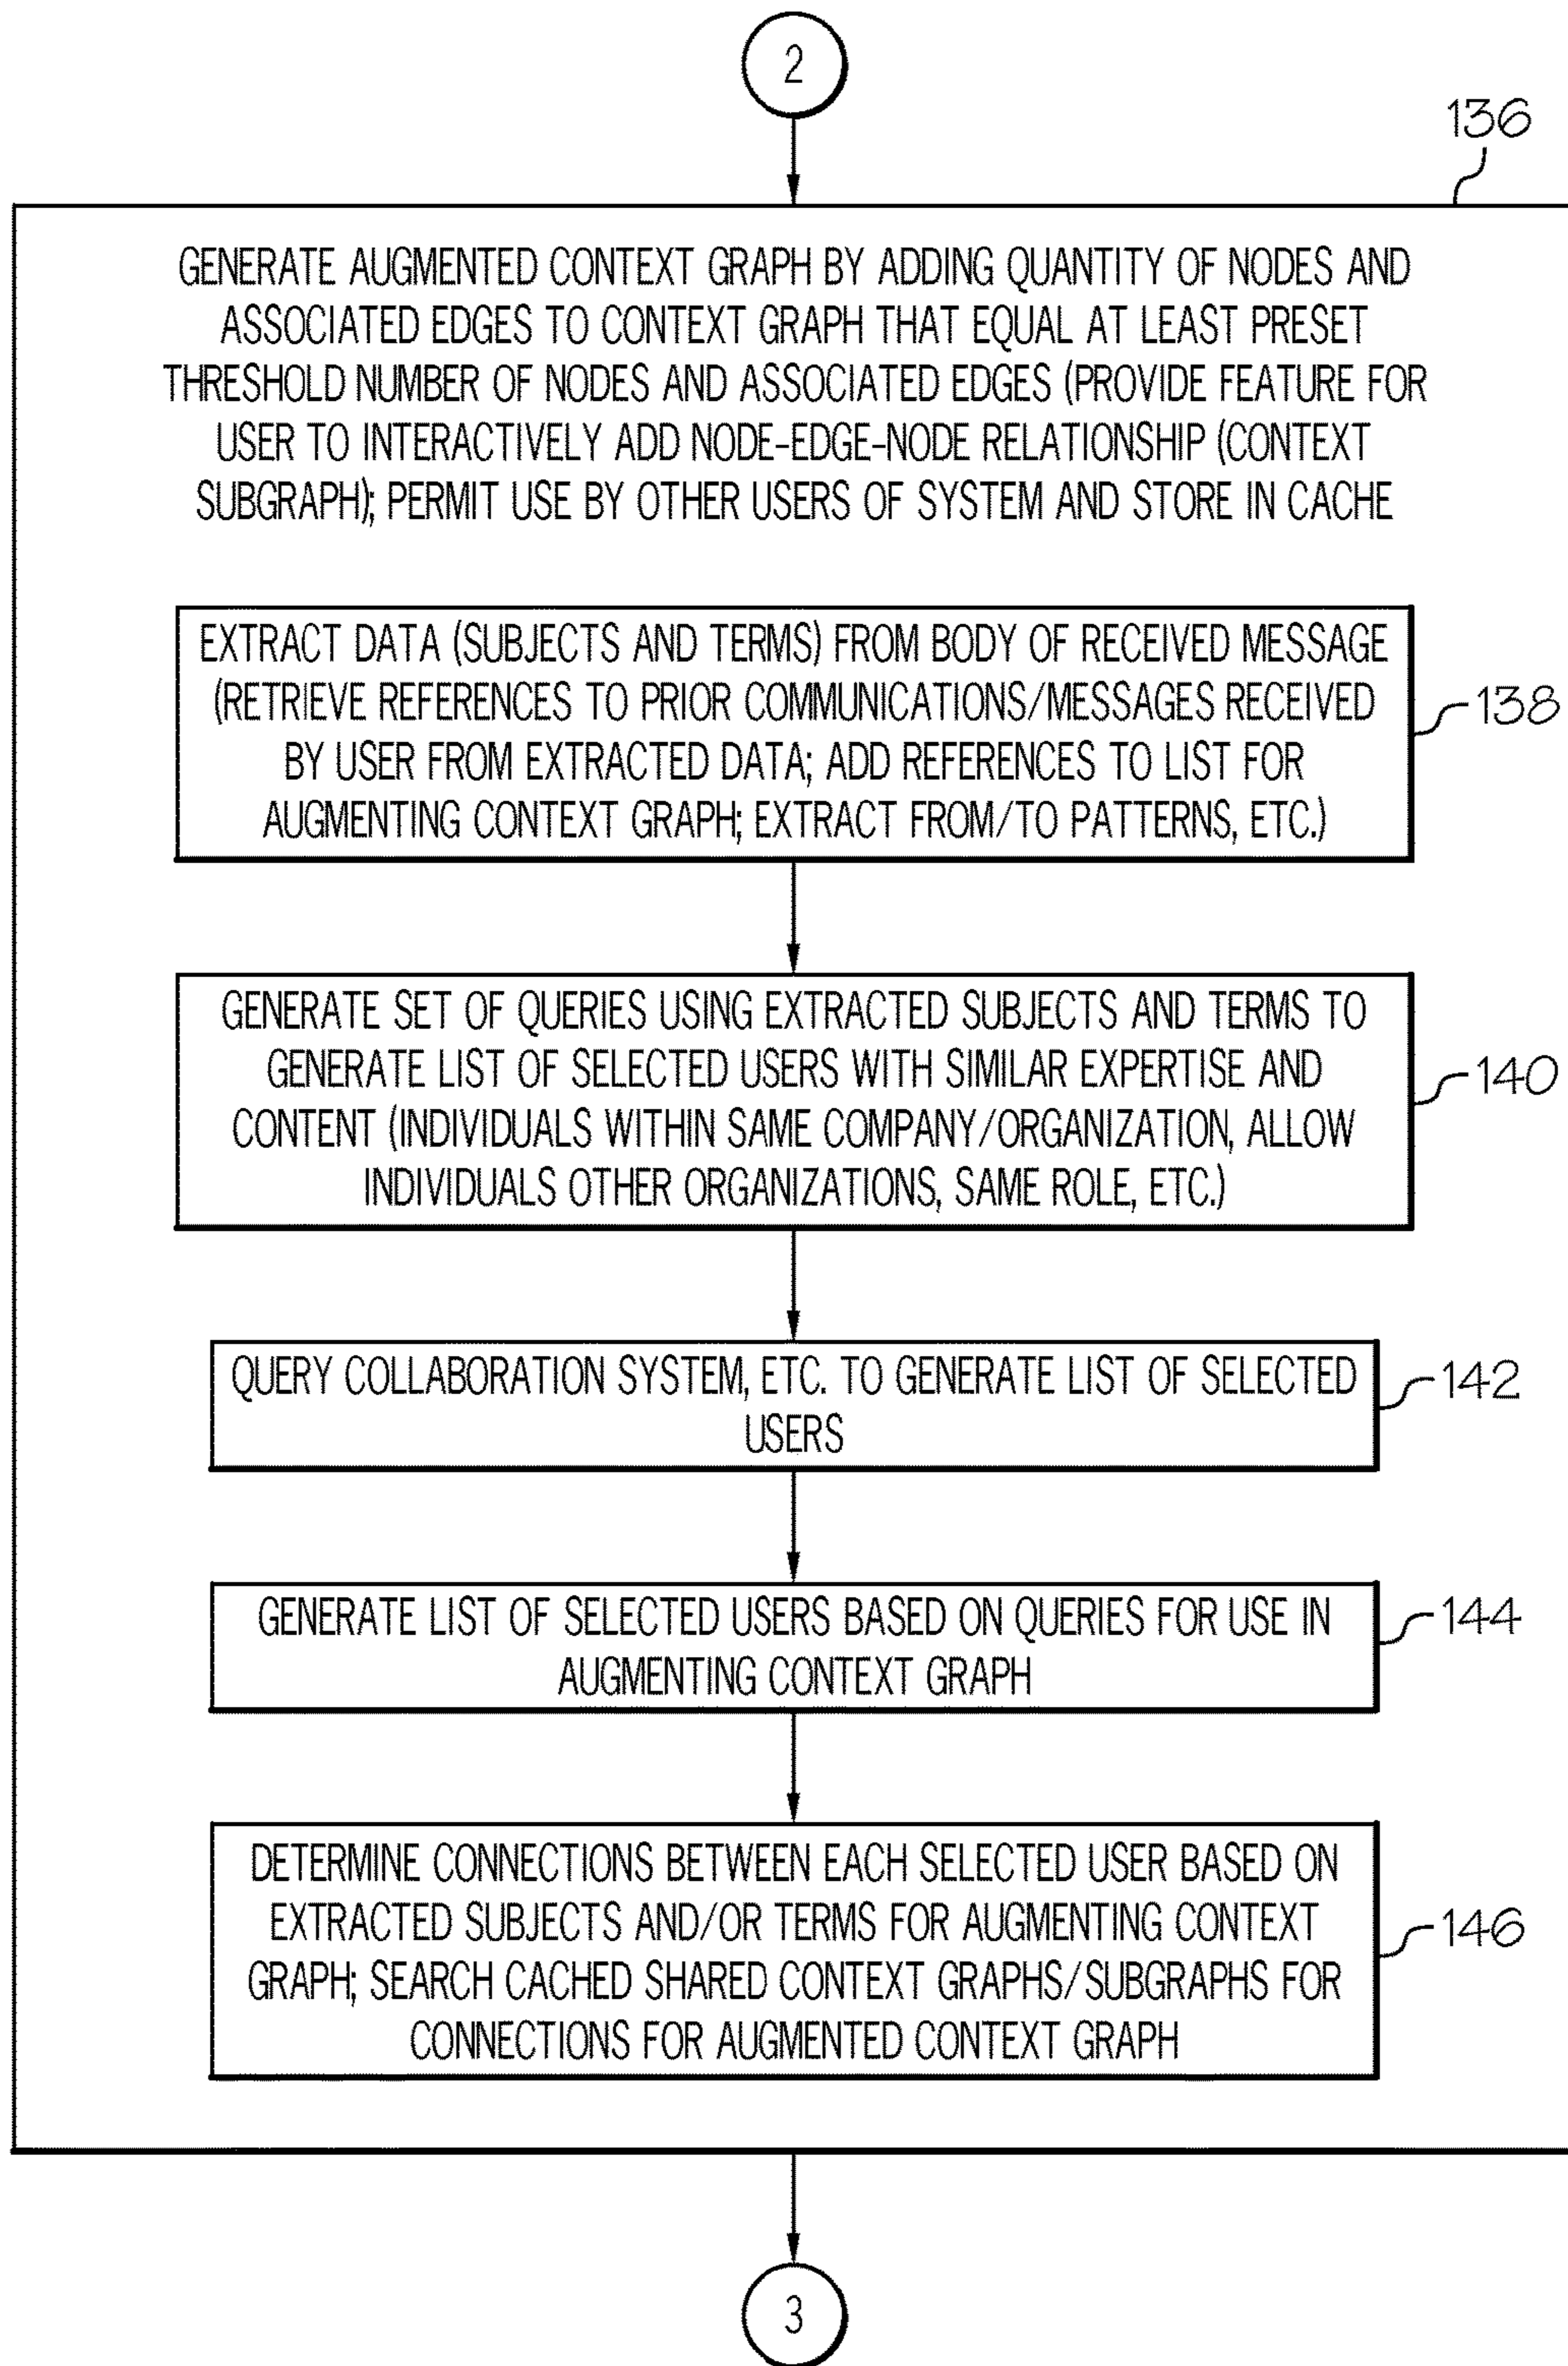 2
136
GENERATE AUGMENTED CONTEXT GRAPH BY ADDING QUANTITY OF NODES AND
ASSOCIATED EDGES TO CONTEXT GRAPH THAT EQUAL AT LEAST PRESET
THRESHOLD NUMBER OF NODES AND ASSOCIATED EDGES (PROVIDE FEATURE FOR
USER TO INTERACTIVELY ADD NODE-EDGE-NODE RELATIONSHIP (CONTEXT
SUBGRAPH); PERMIT USE BY OTHER USERS OF SYSTEM AND STORE IN CACHE
EXTRACT DATA (SUBJECTS AND TERMS) FROM BODY OF RECEIVED MESSAGE
(RETRIEVE REFERENCES TO PRIOR COMMUNICATIONS/MESSAGES RECEIVED
BY USER FROM EXTRACTED DATA; ADD REFERENCES TO LIST FOR
AUGMENTING CONTEXT GRAPH; EXTRACT FROM/TO PATTERNS, ETC.)
138
GENERATE SET OF QUERIES USING EXTRACTED SUBJECTS AND TERMS TO
GENERATE LIST OF SELECTED USERS WITH SIMILAR EXPERTISE AND
CONTENT (INDIVIDUALS WITHIN SAME COMPANY/ORGANIZATION, ALLOW
INDIVIDUALS OTHER ORGANIZATIONS, SAME ROLE, ETC.)
140
QUERY COLLABORATION SYSTEM, ETC. TO GENERATE LIST OF SELECTED
USERS
142
GENERATE LIST OF SELECTED USERS BASED ON QUERIES FOR USE IN
AUGMENTING CONTEXT GRAPH
144
DETERMINE CONNECTIONS BETWEEN EACH SELECTED USER BASED ON
EXTRACTED SUBJECTS AND/OR TERMS FOR AUGMENTING CONTEXT
GRAPH; SEARCH CACHED SHARED CONTEXT GRAPHS/SUBGRAPHS FOR
CONNECTIONS FOR AUGMENTED CONTEXT GRAPH
146
3